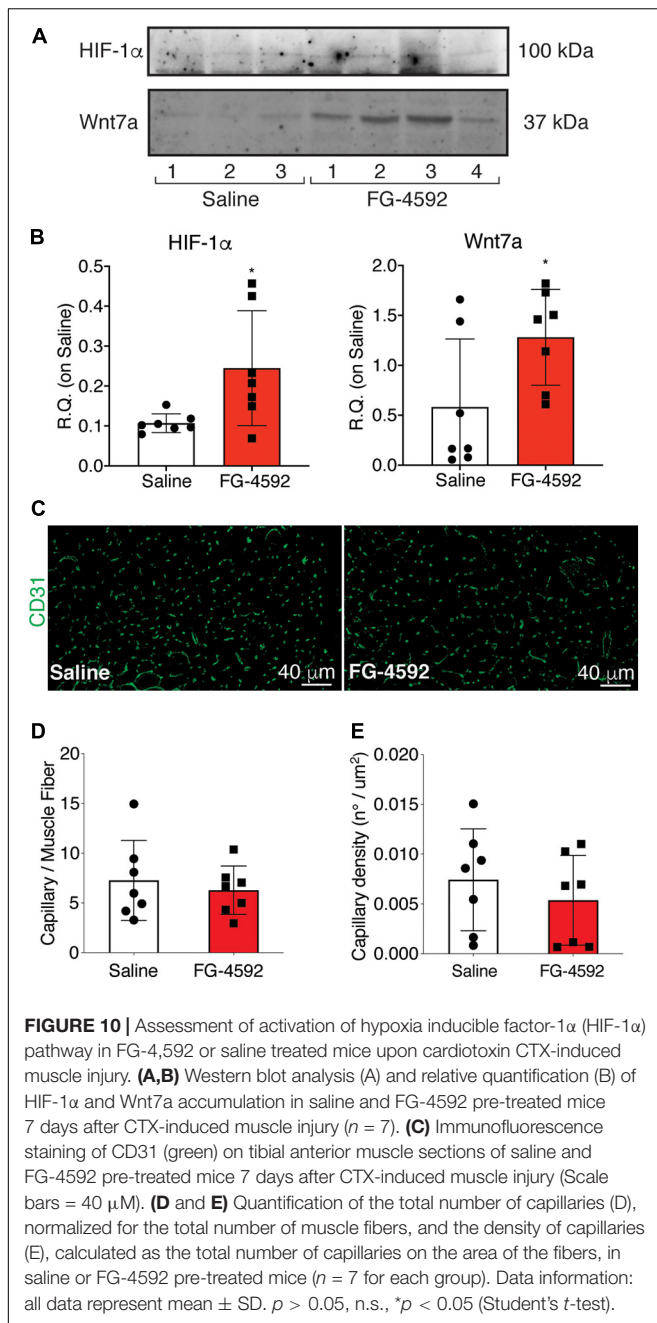 A
HIF-1α 100 kDa
Wnt7a 37 kDa
1 2 3 1 2 3 4
Saline FG-4592
B
HIF-1α
R.Q. (on Saline)
0.5
0.4
0.3
0.2
0.1
0.0
*
Saline FG-4592
Wnt7a
R.Q. (on Saline)
2.0
1.5
1.0
0.5
0.0
*
Saline FG-4592
C
CD31
Saline 40 µm
FG-4592 40 µm
D
Capillary / Muscle Fiber
20
15
10
5
0
Saline FG-4592
E
Capillary density (n° / um²)
0.020
0.015
0.010
0.005
0.000
Saline FG-4592
FIGURE 10 | Assessment of activation of hypoxia inducible factor-1α (HIF-1α)
pathway in FG-4,592 or saline treated mice upon cardiotoxin CTX-induced
muscle injury. (A,B) Western blot analysis (A) and relative quantification (B) of
HIF-1α and Wnt7a accumulation in saline and FG-4592 pre-treated mice
7 days after CTX-induced muscle injury (n = 7). (C) Immunofluorescence
staining of CD31 (green) on tibial anterior muscle sections of saline and
FG-4592 pre-treated mice 7 days after CTX-induced muscle injury (Scale
bars = 40 µM). (D and E) Quantification of the total number of capillaries (D),
normalized for the total number of muscle fibers, and the density of capillaries
(E), calculated as the total number of capillaries on the area of the fibers, in
saline or FG-4592 pre-treated mice (n = 7 for each group). Data information:
all data represent mean ± SD. p > 0.05, n.s., *p < 0.05 (Student's t-test).